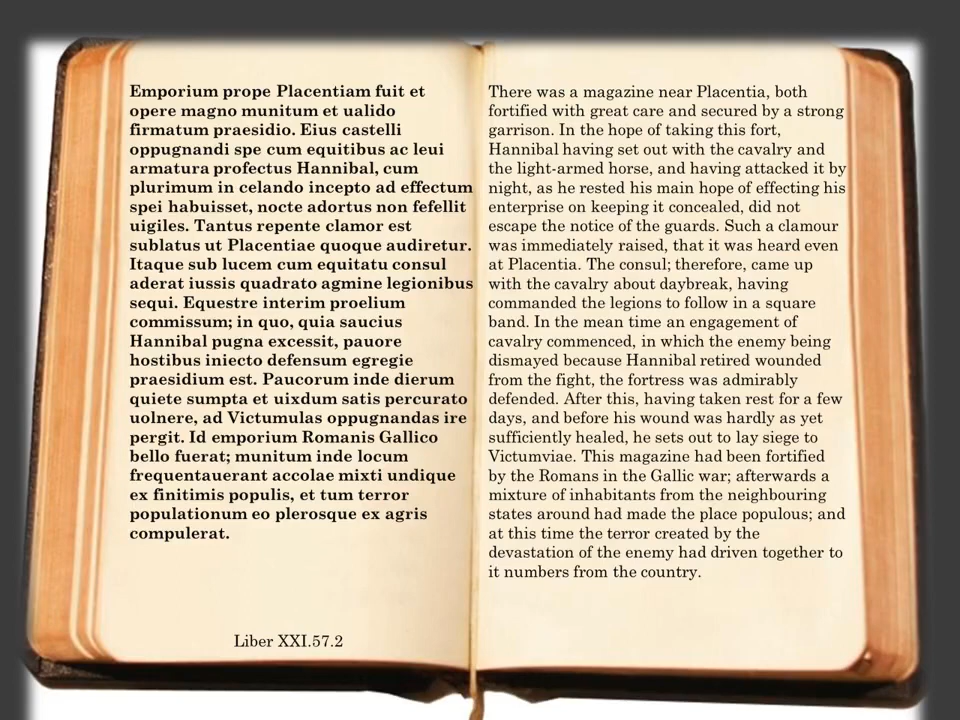 Emporium prope Placentiam fuit et
opere magno munitum et ualido
firmatum praesidio. Eius castelli
oppugnandi spe cum equitibus ac leui
armatura profectus Hannibal, cum
plurimum in celando incepto ad effectum
spei habuisset, nocte adortus non fefellit
uigiles. Tantus repente clamor est
sublatus ut Placentiae quoque audiretur.
Itaque sub lucem cum equitatu consul
aderat iussis quadrato agmine legionibus
sequi. Equestre interim proelium
commissum; in quo, quia saucius
Hannibal pugna excessit, pauore
hostibus iniecto defensum egregie
praesidium est. Paucorum inde dierum
quiete sumpta et uixdum satis percurato
uolnere, ad Victumulas oppugnandas ire
pergit. Id emporium Romanis Gallico
bello fuerat; munitum inde locum
frequentauerant accolae mixti undique
ex finitimis populis, et tum terror
populationum eo plerosque ex agris
compulerat.
Liber XXI.57.2
There was a magazine near Placentia, both
fortified with great care and secured by a strong
garrison. In the hope of taking this fort,
Hannibal having set out with the cavalry and
the light-armed horse, and having attacked it by
night, as he rested his main hope of effecting his
enterprise on keeping it concealed, did not
escape the notice of the guards. Such a clamour
was immediately raised, that it was heard even
at Placentia. The consul; therefore, came up
with the cavalry about daybreak, having
commanded the legions to follow in a square
band. In the mean time an engagement of
cavalry commenced, in which the enemy being
dismayed because Hannibal retired wounded
from the fight, the fortress was admirably
defended. After this, having taken rest for a few
days, and before his wound was hardly as yet
sufficiently healed, he sets out to lay siege to
Victumviae. This magazine had been fortified
by the Romans in the Gallic war; afterwards a
mixture of inhabitants from the neighbouring
states around had made the place populous; and
at this time the terror created by the
devastation of the enemy had driven together to
it numbers from the country.